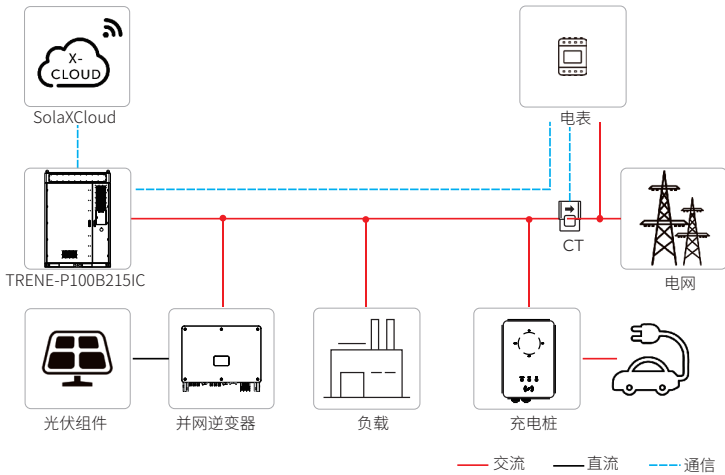 X-
CLOUD
SolaXCloud
电表
TRENE-P100B215IC
CT
电网
光伏组件
并网逆变器
负载
充电桩
交流
直流
通信